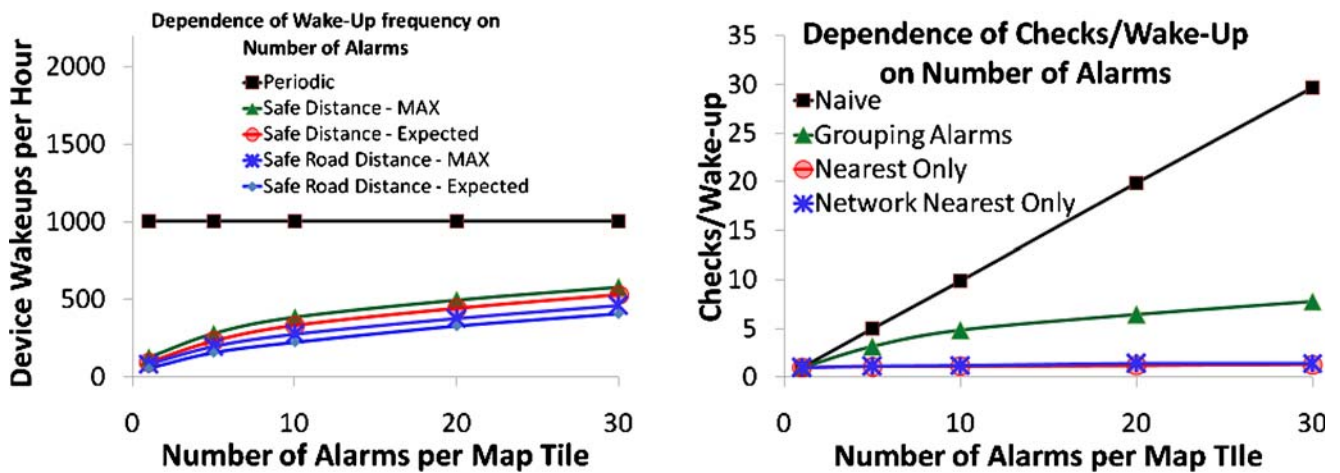 Dependence of Wake-Up frequency on
Number of Alarms
Periodic
Safe Distance - MAX
Safe Distance - Expected
Safe Road Distance - MAX
Safe Road Distance - Expected
Device Wakeups per Hour
2000
1500
1000
500
0
0
10
20
30
Number of Alarms per Map Tile
Dependence of Checks/Wake-Up
on Number of Alarms
Naive
Grouping Alarms
Nearest Only
Network Nearest Only
Checks/Wake-up
35
30
25
20
15
10
5
0
0
10
20
30
Number of Alarms per Map TIle